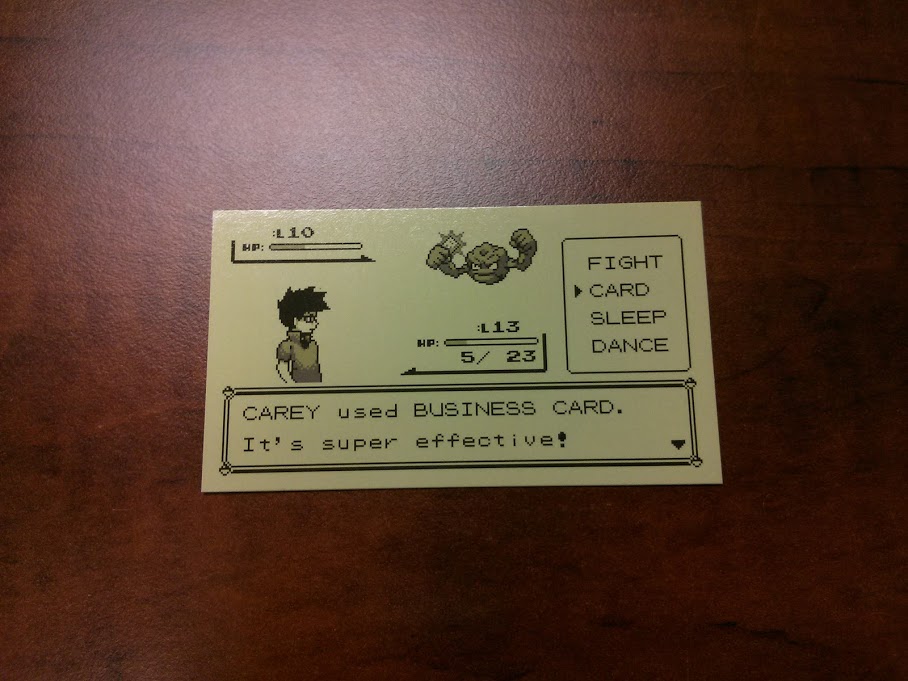 :L10
HP:
FIGHT
CARD
SLEEP
DANCE
:L13
HP:
5/ 23
CAREY used BUSINESS CARD.
It's super effective!